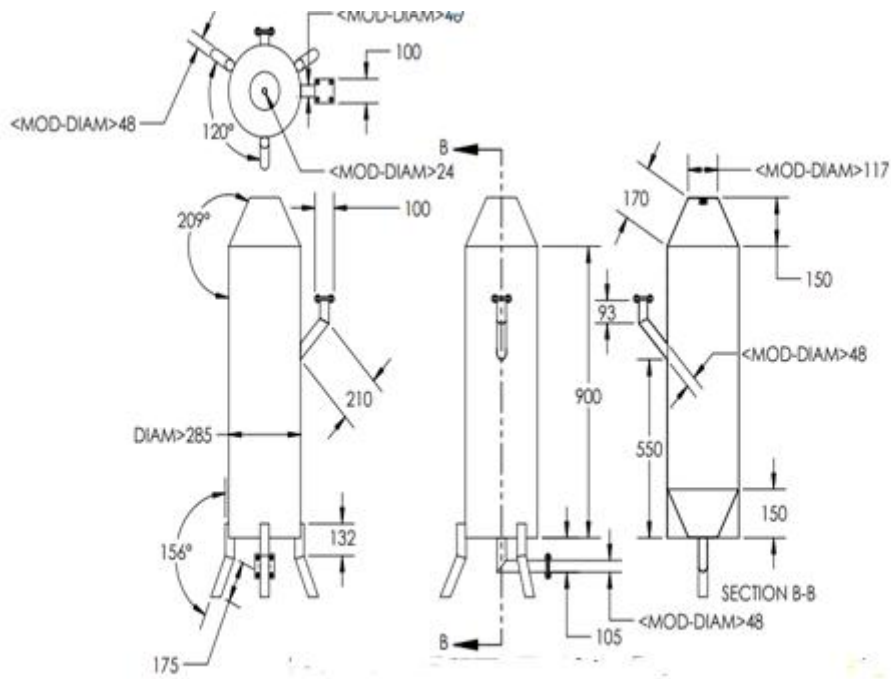 <MOD-DIAM>40
100
<MOD-DIAM>48
120°
<MOD-DIAM>24
B
<MOD-DIAM>117
209°
100
170
150
93
<MOD-DIAM>48
210
900
550
DIAM>285
156°
132
150
SECTION B-B
<MOD-DIAM>48
105
B
175